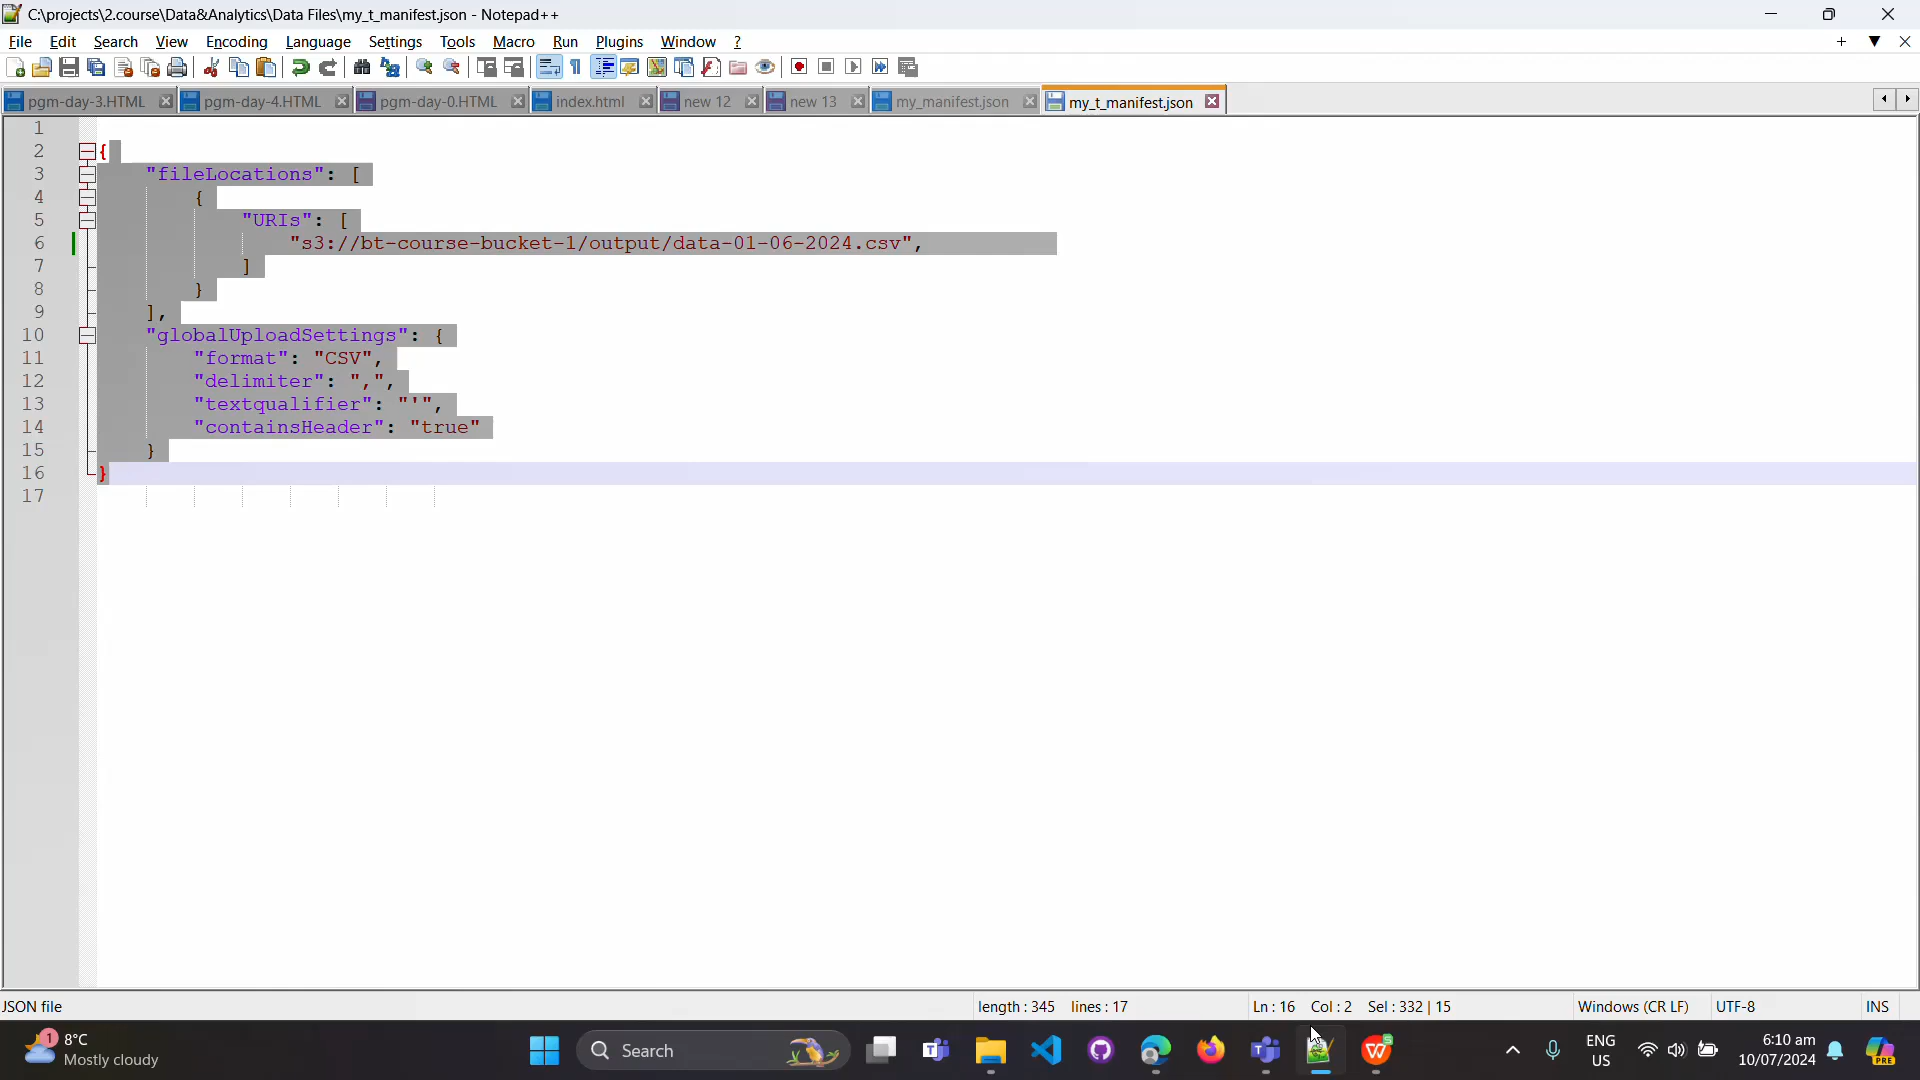 C:\projects\2.course\Data&Analytics\Data Files\my_t_manifest.json - Notepad++
File Edit Search View Encoding Language Settings Tools Macro Run Plugins Window ?
pgm-day-3.HTML pgm-day-4.HTML pgm-day-0.HTML index.html new 12 new 13 my_manifest.json my_t_manifest.json
1
2 {
3 "fileLocations": [
4 {
5 "URIs": [
6 "s3://bt-course-bucket-1/output/data-01-06-2024.csv",
7 ]
8 }
9 ],
10 "globalUploadSettings": {
11 "format": "CSV",
12 "delimiter": ",",
13 "textqualifier": "'",
14 "containsHeader": "true"
15 }
16 }
17
JSON file length : 345 lines : 17 Ln : 16 Col : 2 Sel : 332 | 15 Windows (CR LF) UTF-8 INS
1 8°C
Mostly cloudy
Search
ENG
US
6:10 am
10/07/2024
PRE